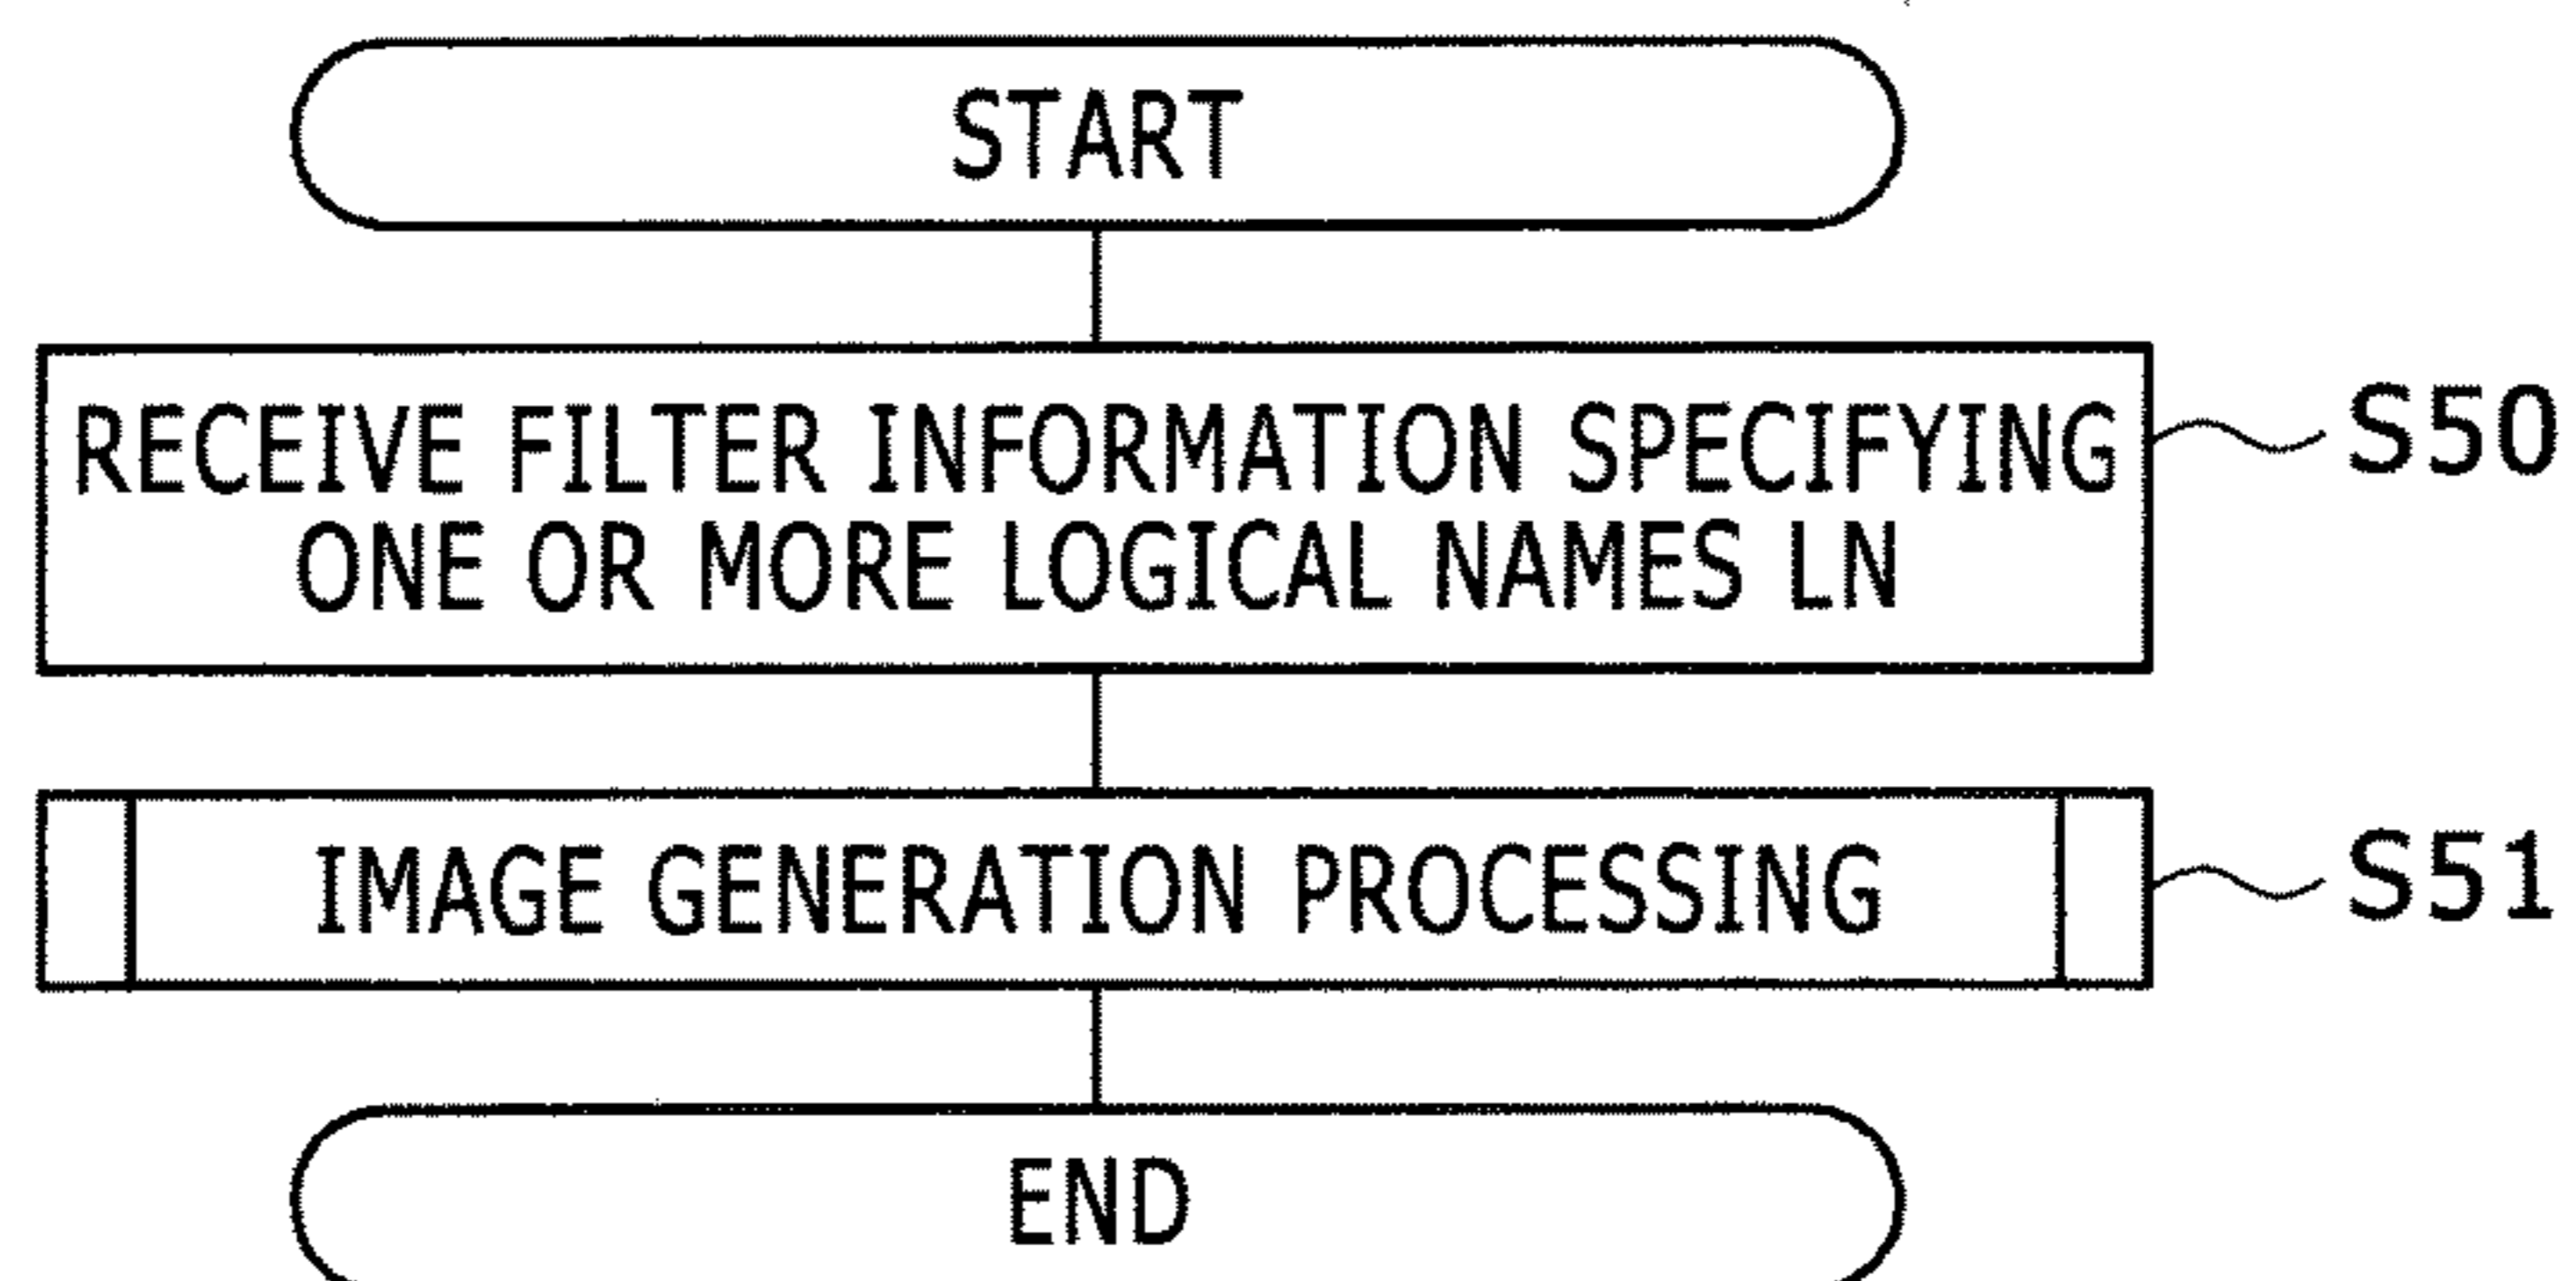 START
RECEIVE FILTER INFORMATION SPECIFYING
ONE OR MORE LOGICAL NAMES LN
S50
IMAGE GENERATION PROCESSING
S51
END